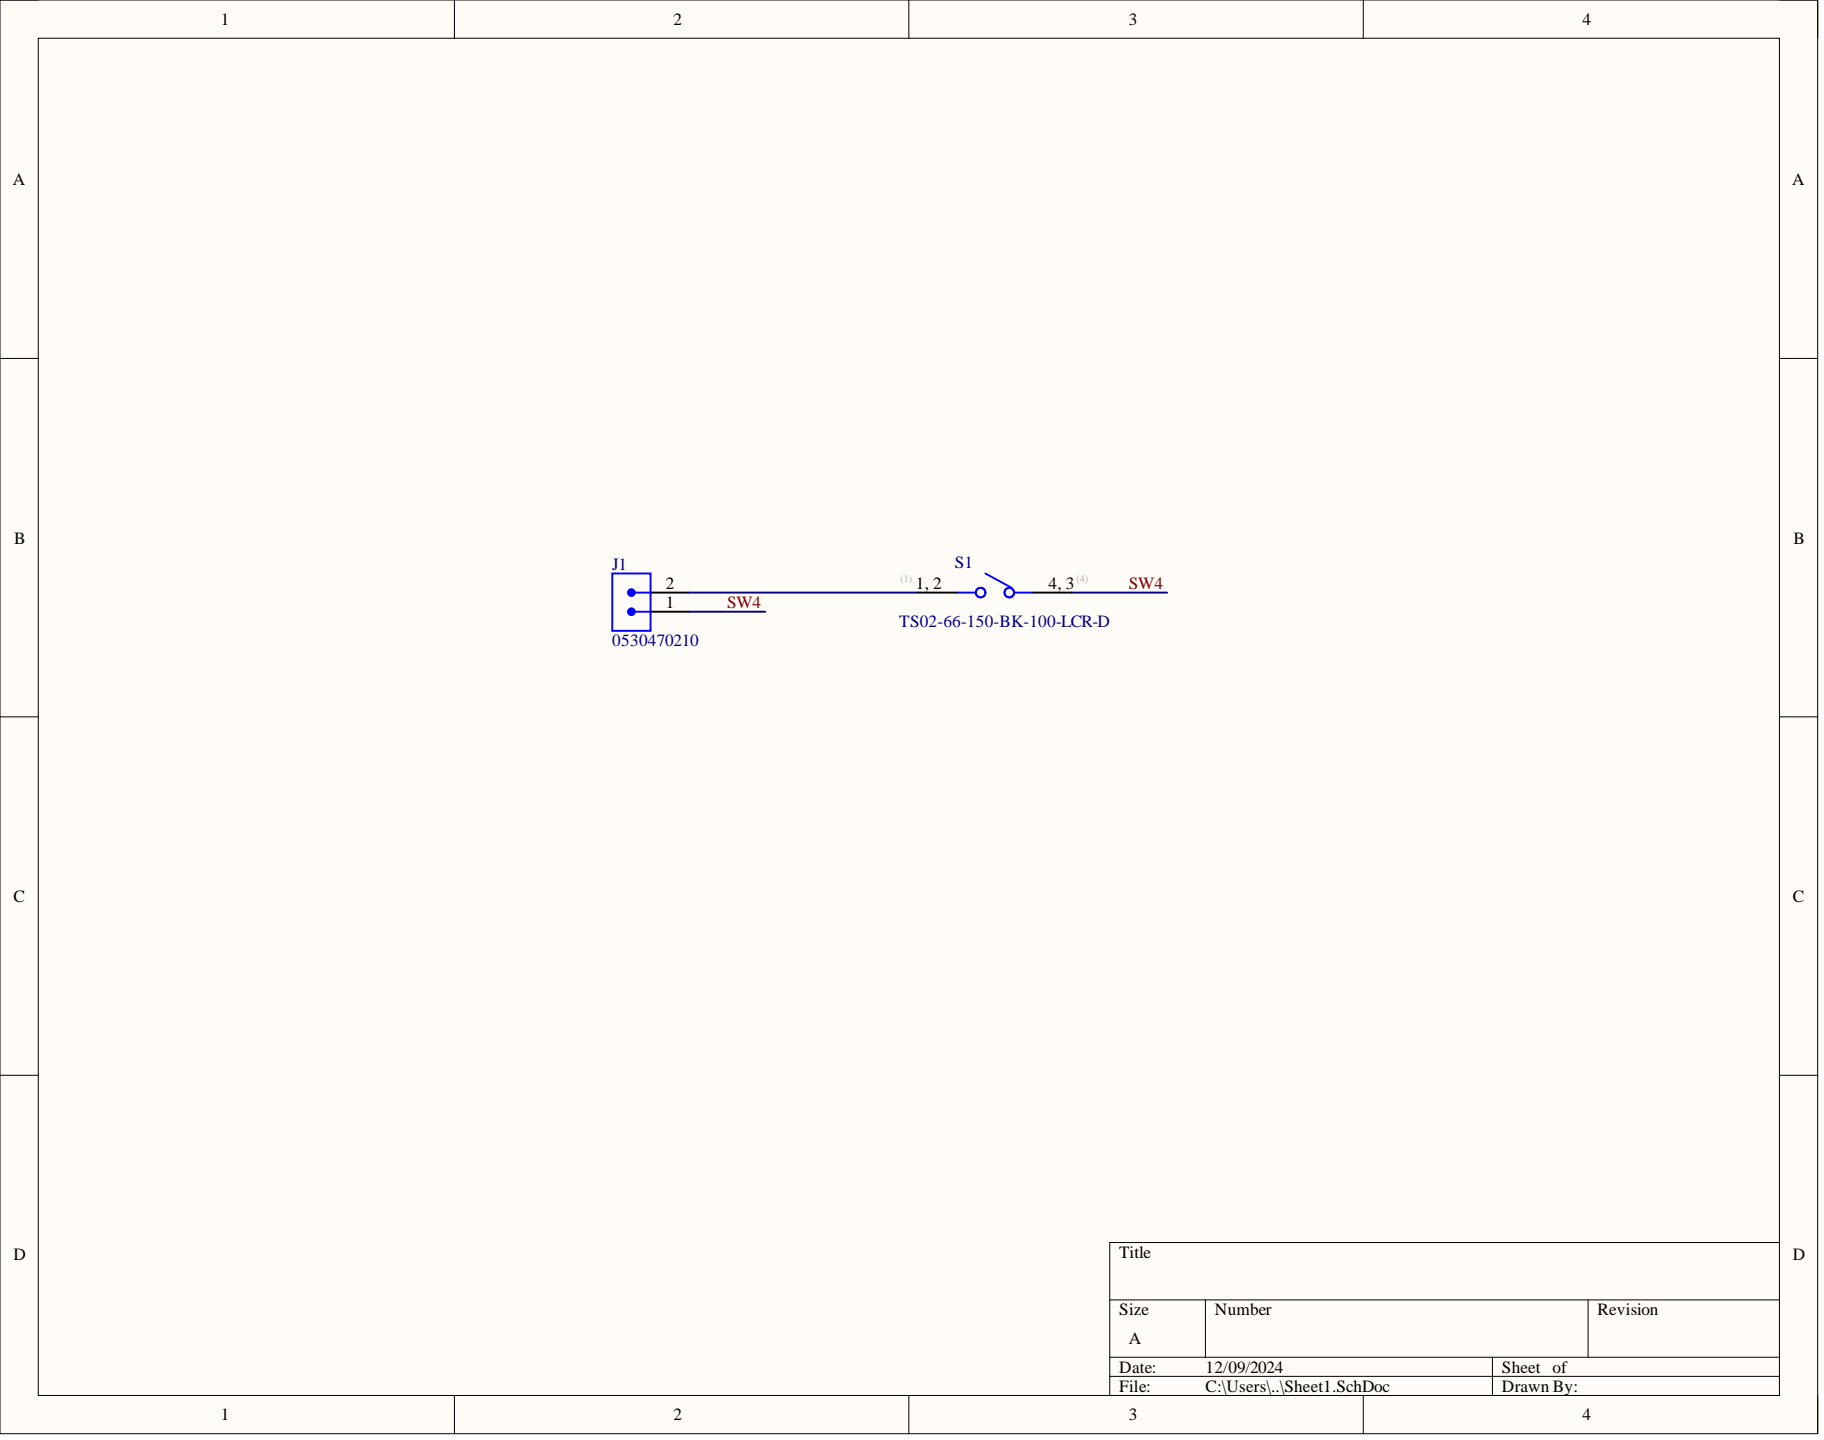 1 2 3 4
A A
B B
J1
2
1 SW4
0530470210
S1
(1) 1, 2 4, 3 (4) SW4
TS02-66-150-BK-100-LCR-D
C C
D D
Title
Size Number Revision
A
Date: 12/09/2024 Sheet of
File: C:\Users\..\Sheet1.SchDoc Drawn By:
1 2 3 4